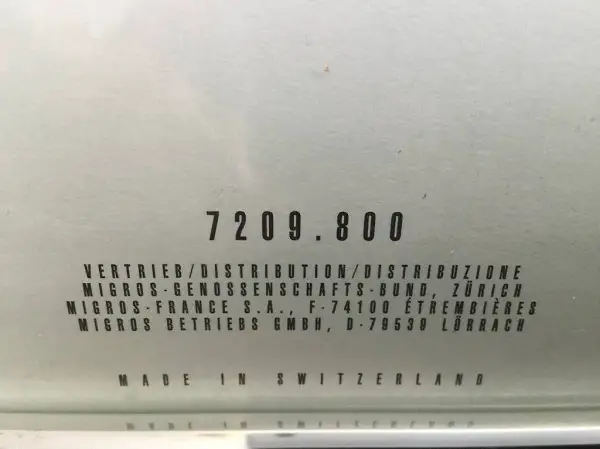 7209.800
VERTRIEB/DISTRIBUTION/DISTRIBUZIONE
MIGROS-GENOSSENSCHAFTS-BUND, ZÜRICH
MIGROS-FRANCE S.A., F-74100 ÉTREMBIÈRES
MIGROS BETRIEBS GMBH, D-79539 LÖRRACH
MADE IN SWITZERLAND